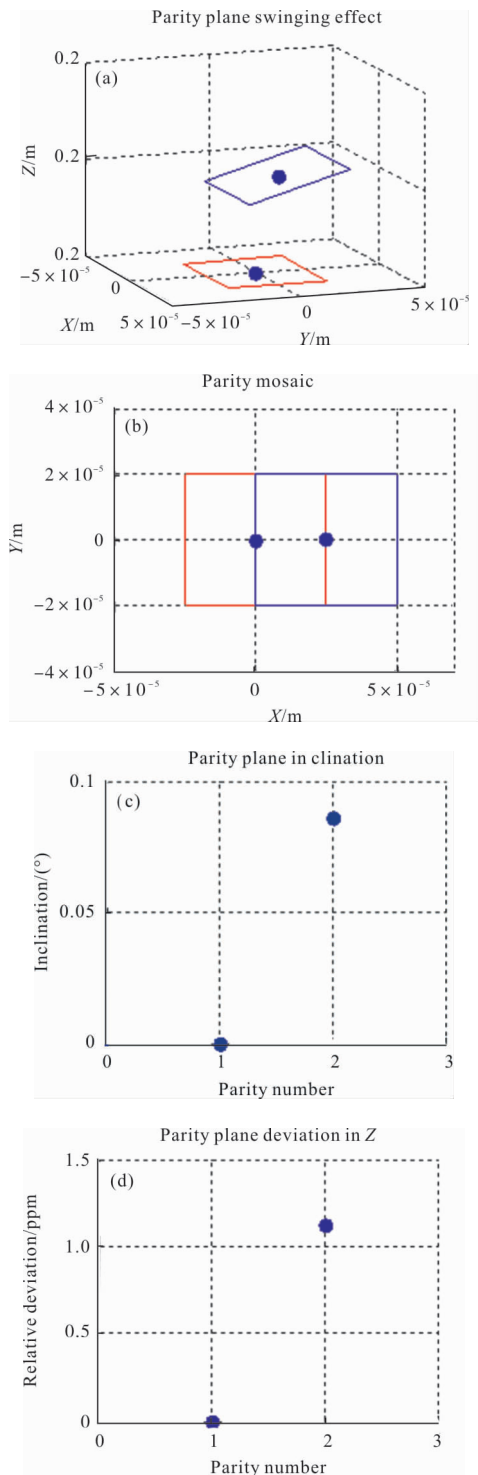 Parity plane swinging effect
(a)
0.2
0.2
0.2
Z/m
−5×10⁻⁵
0
5×10⁻⁵
X/m
−5×10⁻⁵
0
5×10⁻⁵
Y/m
Parity mosaic
(b)
4×10⁻⁵
2×10⁻⁵
0
−2×10⁻⁵
−4×10⁻⁵
Y/m
−5×10⁻⁵ 0 5×10⁻⁵
X/m
Parity plane in clination
(c)
0.1
0.05
0
Inclination/(°)
0 1 2 3
Parity number
Parity plane deviation in Z
(d)
1.5
1.0
0.5
0
Relative deviation/ppm
0 1 2 3
Parity number